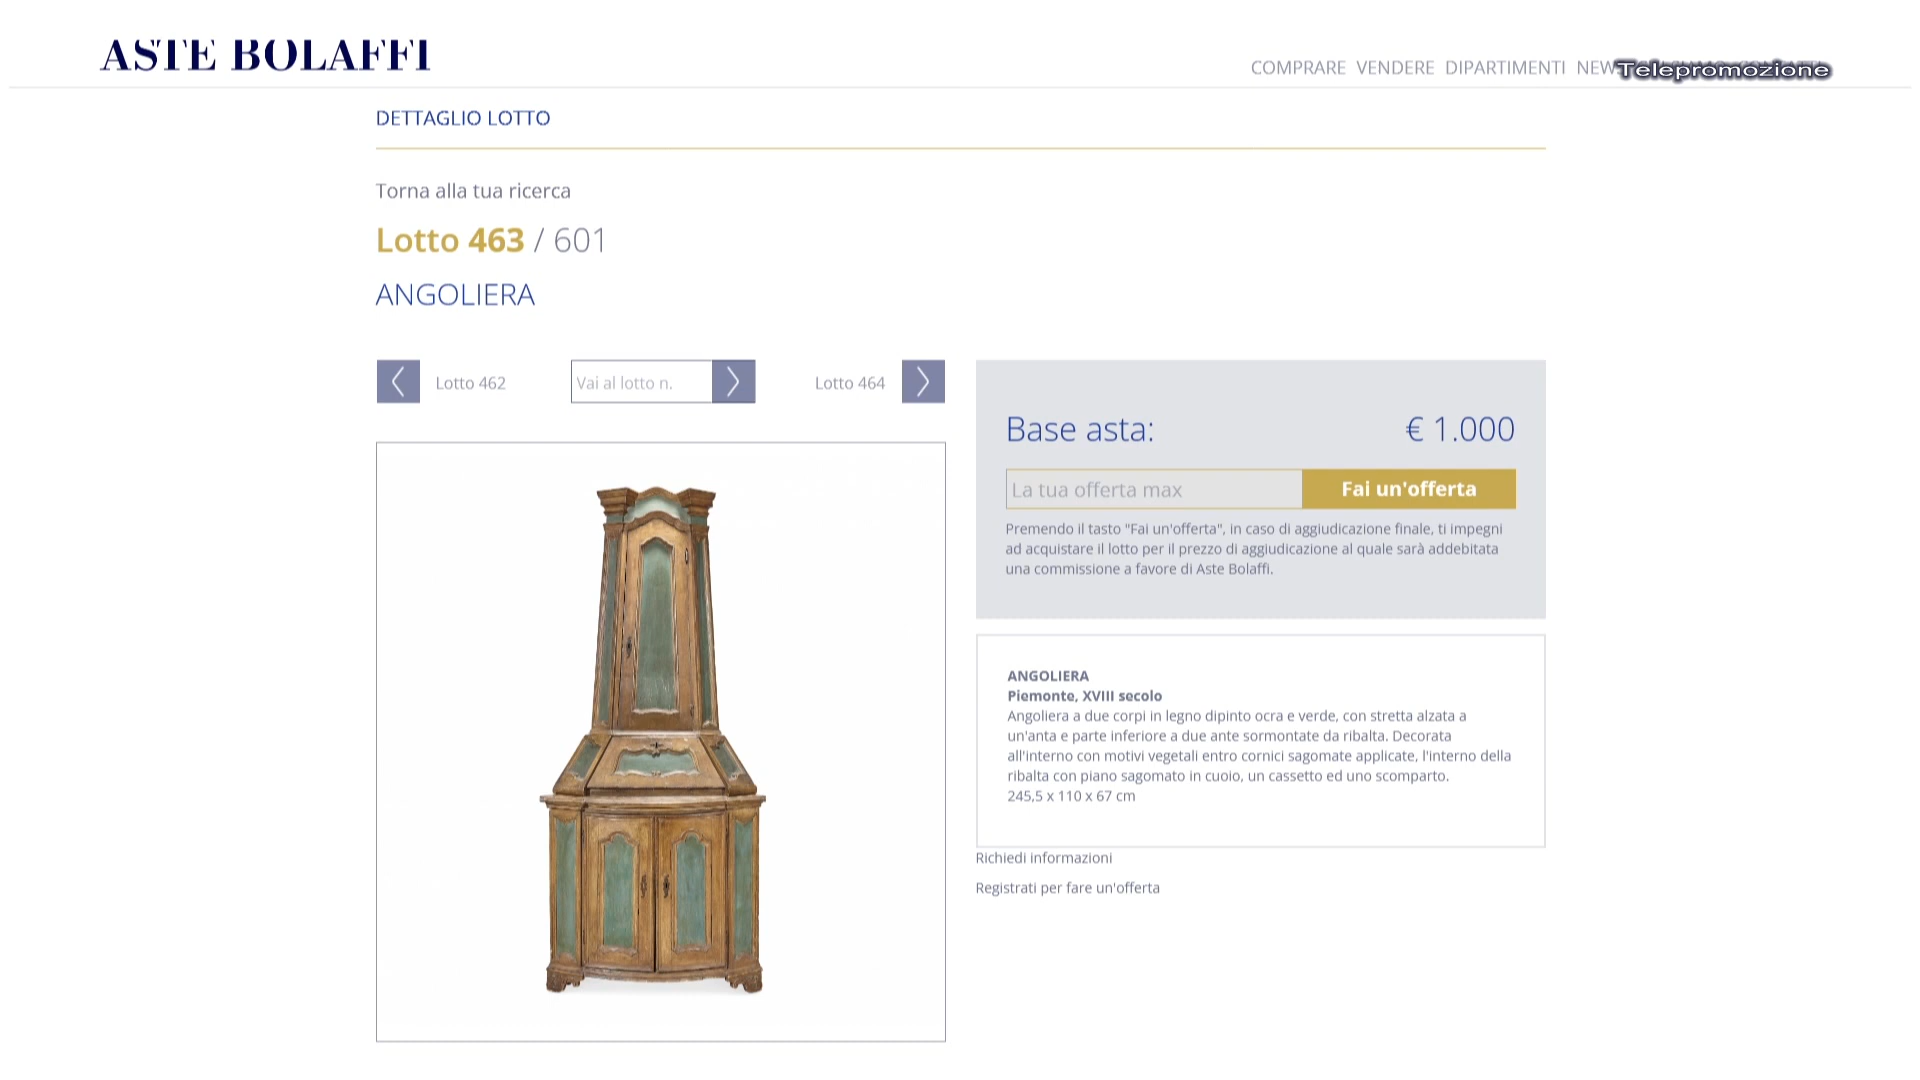 ASTE BOLAFFI
COMPRARE VENDERE DIPARTIMENTI NEW
Telepromozione
DETTAGLIO LOTTO
Torna alla tua ricerca
Lotto 463 / 601
ANGOLIERA
Lotto 462
Vai al lotto n.
Lotto 464
Base asta: € 1.000
La tua offerta max
Fai un'offerta
Premendo il tasto "Fai un'offerta", in caso di aggiudicazione finale, ti impegni
ad acquistare il lotto per il prezzo di aggiudicazione al quale sarà addebitata
una commissione a favore di Aste Bolaffi.
ANGOLIERA
Piemonte, XVIII secolo
Angoliera a due corpi in legno dipinto ocra e verde, con stretta alzata a
un'anta e parte inferiore a due ante sormontate da ribalta. Decorata
all'interno con motivi vegetali entro cornici sagomate applicate, l'interno della
ribalta con piano sagomato in cuoio, un cassetto ed uno scomparto.
245,5 x 110 x 67 cm
Richiedi informazioni
Registrati per fare un'offerta